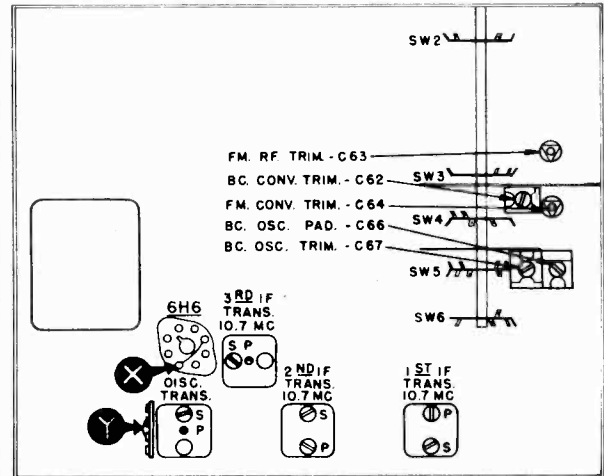 SW2
FM. RF. TRIM. - C63
SW3
BC. CONV. TRIM. - C62
FM. CONV. TRIM. - C64
SW4
BC. OSC. PAD. - C66
BC. OSC. TRIM. - C67
SW5
SW6
6H6
3RD IF
TRANS.
10.7 MC
S P
X
OISC.
TRANS.
S
P
Y
2ND IF
TRANS.
10.7 MC
S
P
1ST IF
TRANS.
10.7 MC
P
S